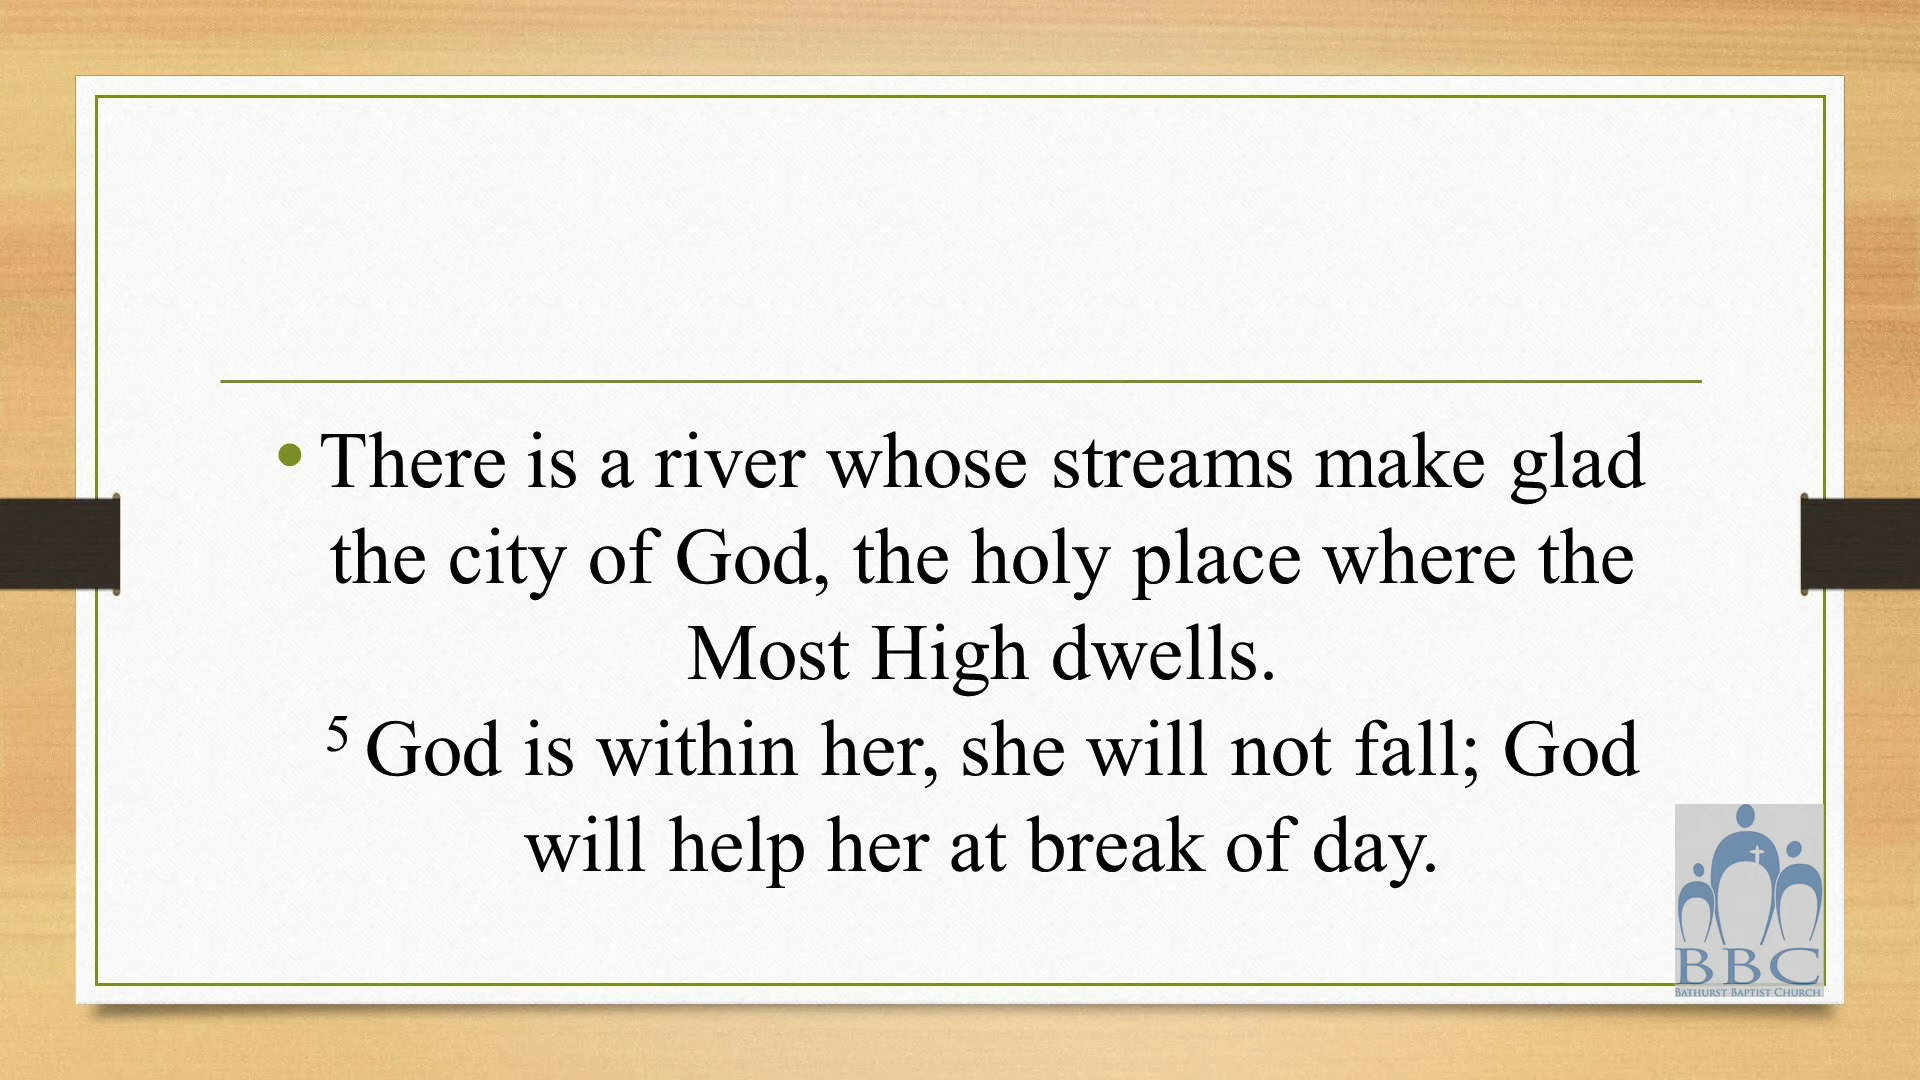 • There is a river whose streams make glad
the city of God, the holy place where the
Most High dwells.
5 God is within her, she will not fall; God
will help her at break of day.
BBC
BATHURST BAPTIST CHURCH